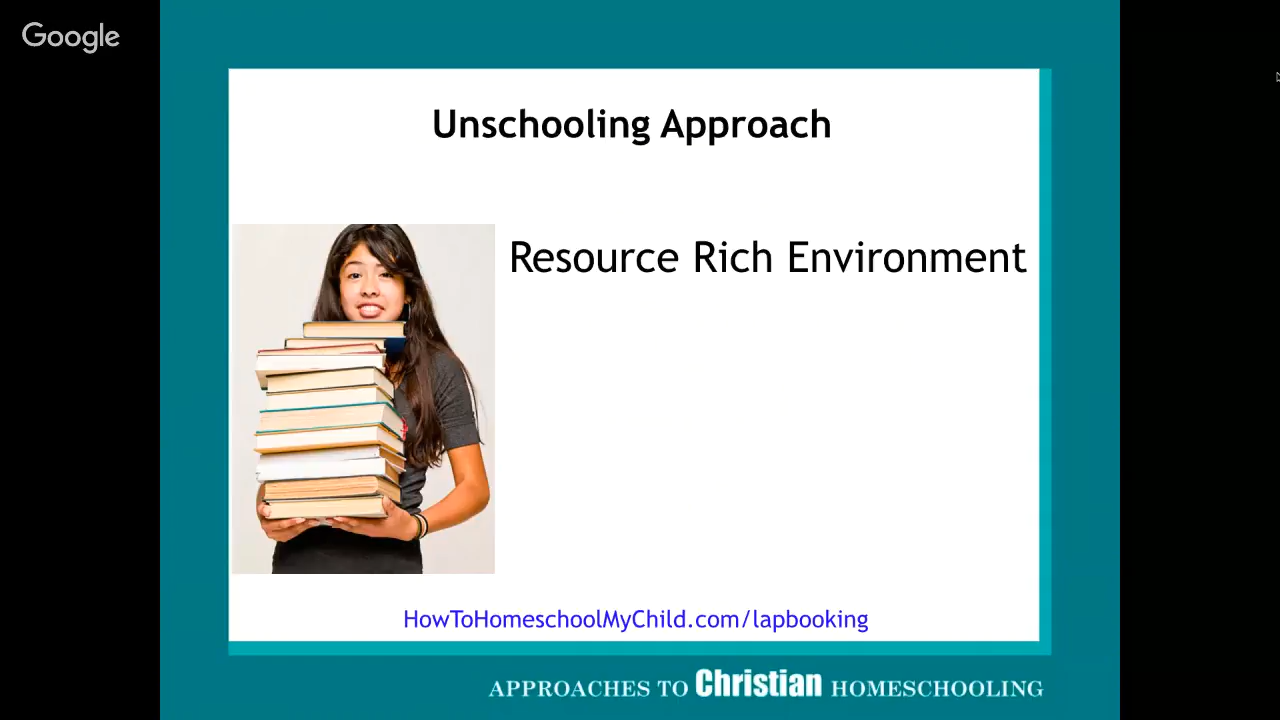 Google
Unschooling Approach
Resource Rich Environment
HowToHomeschoolMyChild.com/lapbooking
APPROACHES TO Christian HOMESCHOOLING